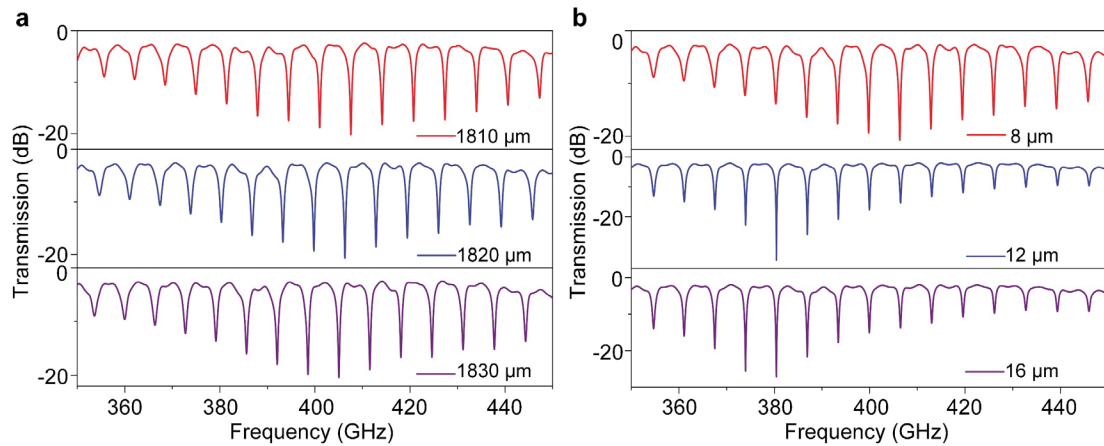 a
0
-20
1810 μm
0
-20
1820 μm
0
-20
1830 μm
Transmission (dB)
360 380 400 420 440
Frequency (GHz)
b
0
-20
8 μm
0
-20
12 μm
0
-20
16 μm
Transmission (dB)
360 380 400 420 440
Frequency (GHz)